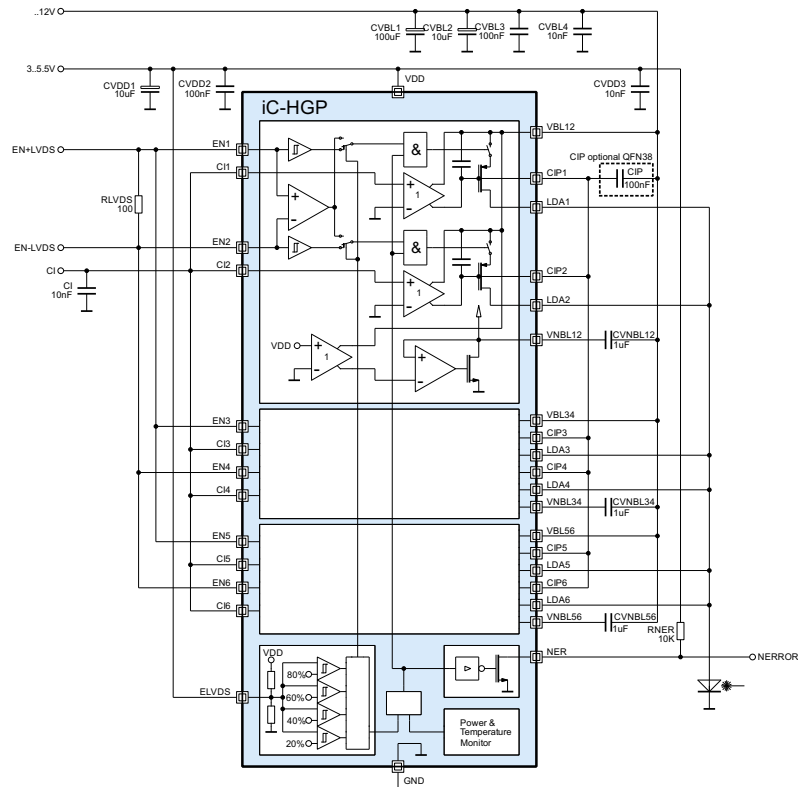 ..12V
CVBL1
100uF
CVBL2
10uF
CVBL3
100nF
CVBL4
10nF
3..5.5V
CVDD1
10uF
CVDD2
100nF
VDD
CVDD3
10nF
iC-HGP
EN+LVDS
EN1
&
VBL12
CI1
1
CIP1
CIP optional QFN38
CIP
100nF
RLVDS
100
+
−
+
−
LDA1
EN-LVDS
EN2
&
CI
CI2
1
CIP2
CI
10nF
+
−
LDA2
VDD
+
−
1
+
−
VNBL12
CVNBL12
1uF
EN3
VBL34
CI3
CIP3
LDA3
EN4
CIP4
CI4
LDA4
VNBL34
CVNBL34
1uF
EN5
VBL56
CI5
CIP5
LDA5
EN6
CIP6
CI6
LDA6
VNBL56
CVNBL56
1uF
RNER
10K
VDD
NER
NERROR
80%
ELVDS
60%
40%
20%
Power &
Temperature
Monitor
GND